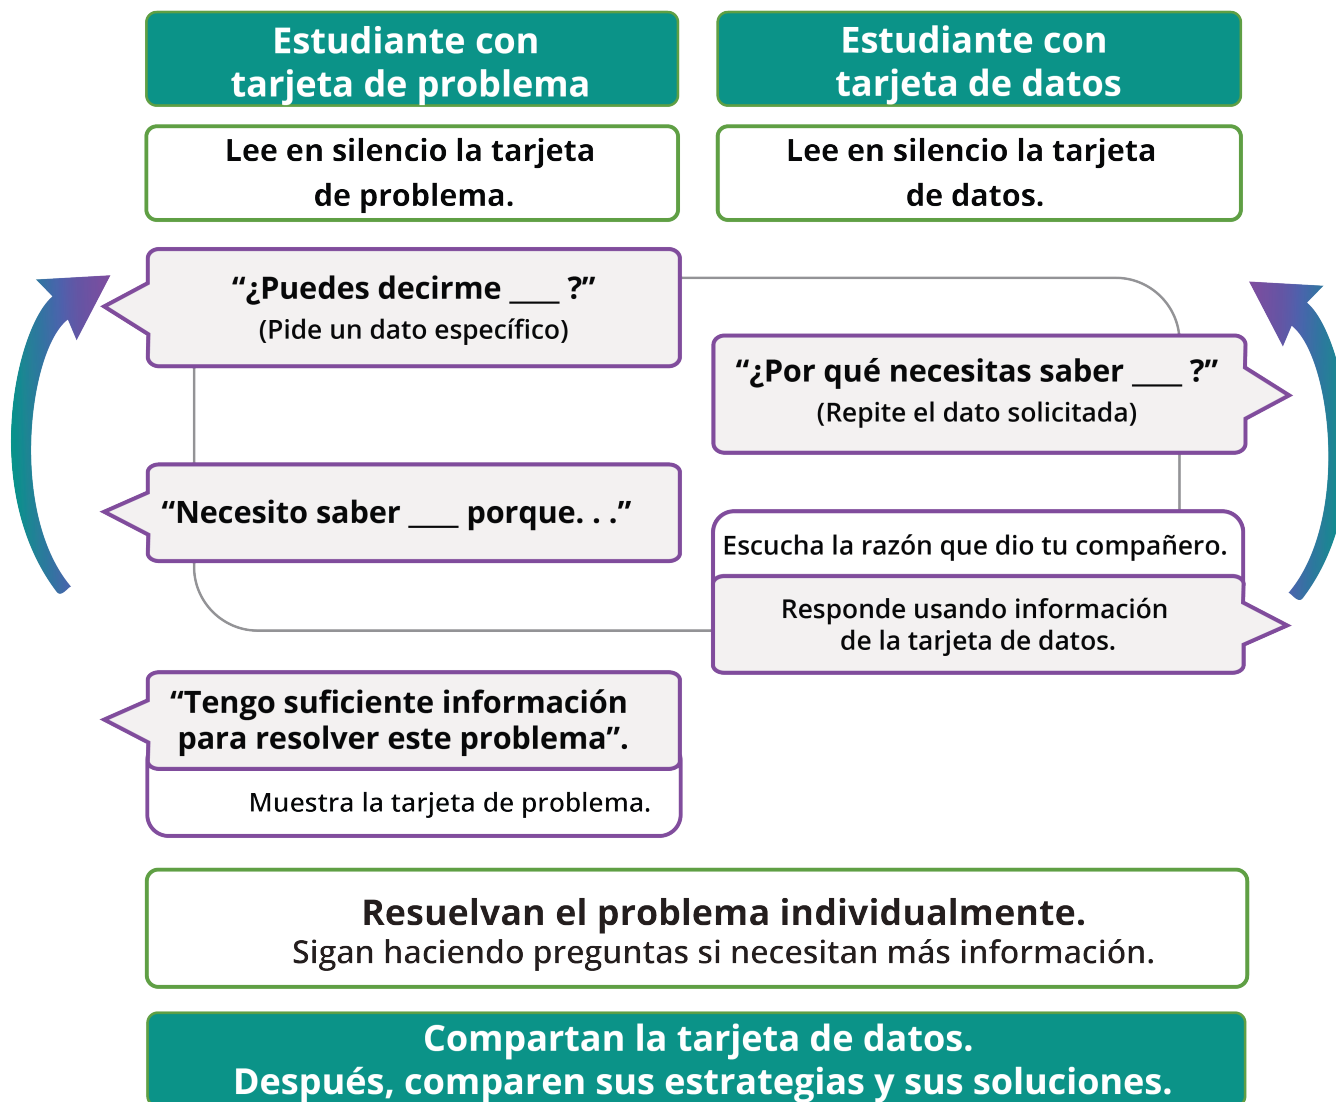 Estudiante con
tarjeta de problema
Estudiante con
tarjeta de datos
Lee en silencio la tarjeta
de problema.
Lee en silencio la tarjeta
de datos.
“¿Puedes decirme ____ ?”
(Pide un dato específico)
“¿Por qué necesitas saber ____ ?”
(Repite el dato solicitada)
“Necesito saber ____ porque. . .”
Escucha la razón que dio tu compañero.
Responde usando información
de la tarjeta de datos.
“Tengo suficiente información
para resolver este problema”.
Muestra la tarjeta de problema.
Resuelvan el problema individualmente.
Sigan haciendo preguntas si necesitan más información.
Compartan la tarjeta de datos.
Después, comparen sus estrategias y sus soluciones.